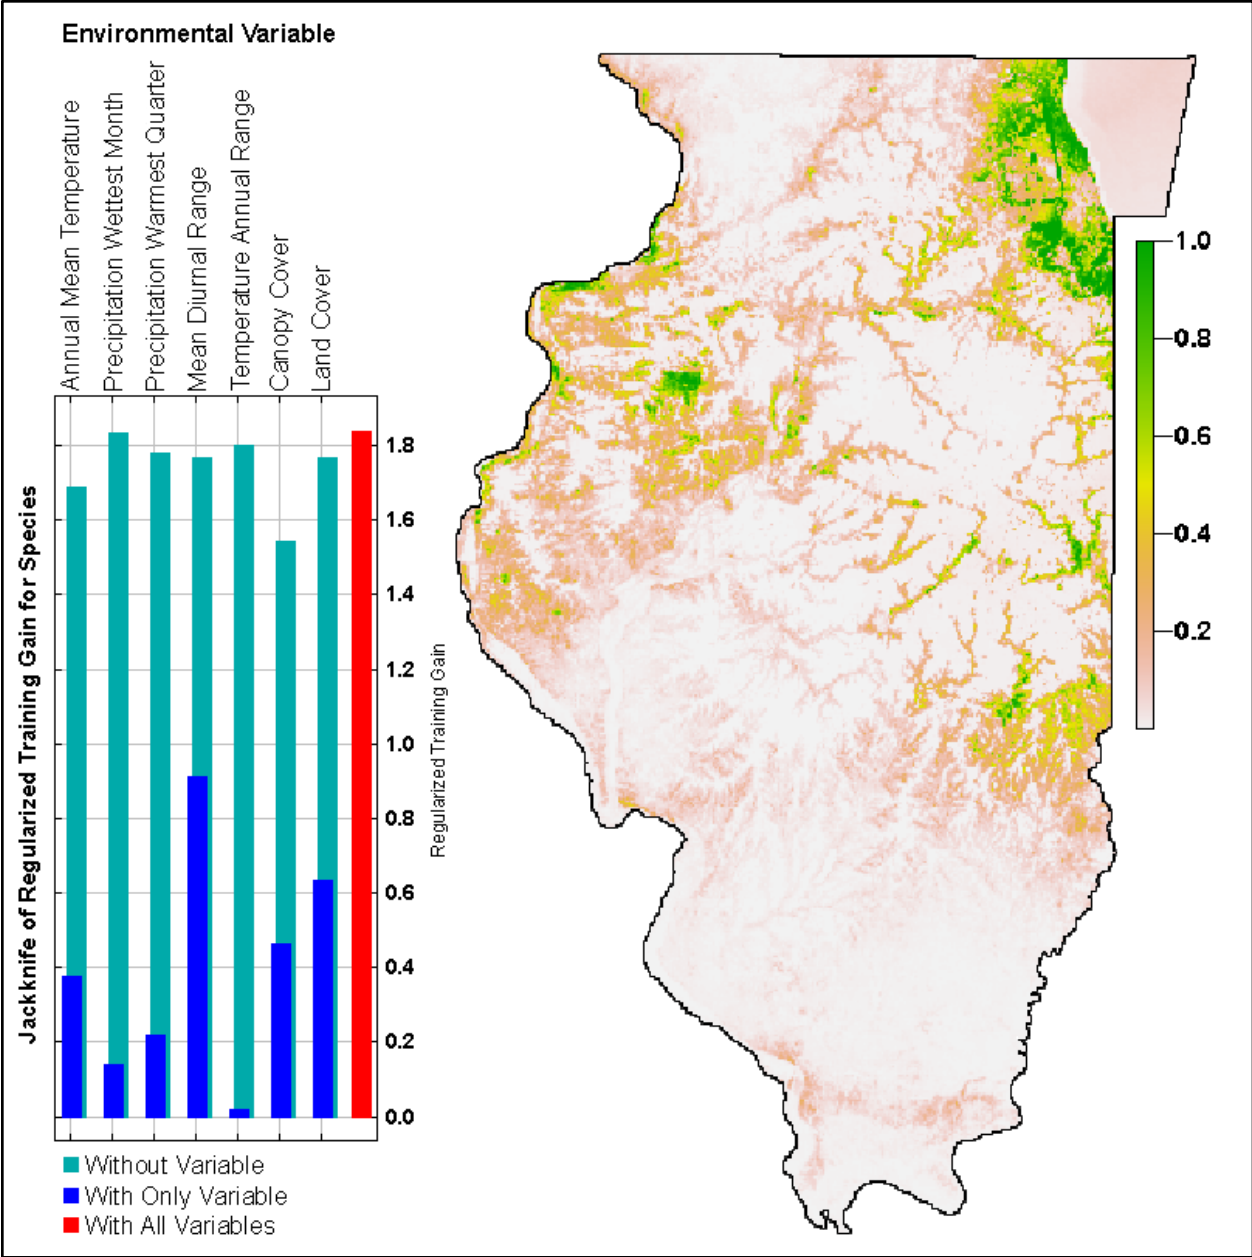 Environmental Variable
Annual Mean Temperature
Precipitation Wettest Month
Precipitation Warmest Quarter
Mean Diurnal Range
Temperature Annual Range
Canopy Cover
Land Cover
Jackknife of Regularized Training Gain for Species
1.8
1.6
1.4
1.2
1.0
0.8
0.6
0.4
0.2
0.0
Regularized Training Gain
Without Variable
With Only Variable
With All Variables
1.0
0.8
0.6
0.4
0.2